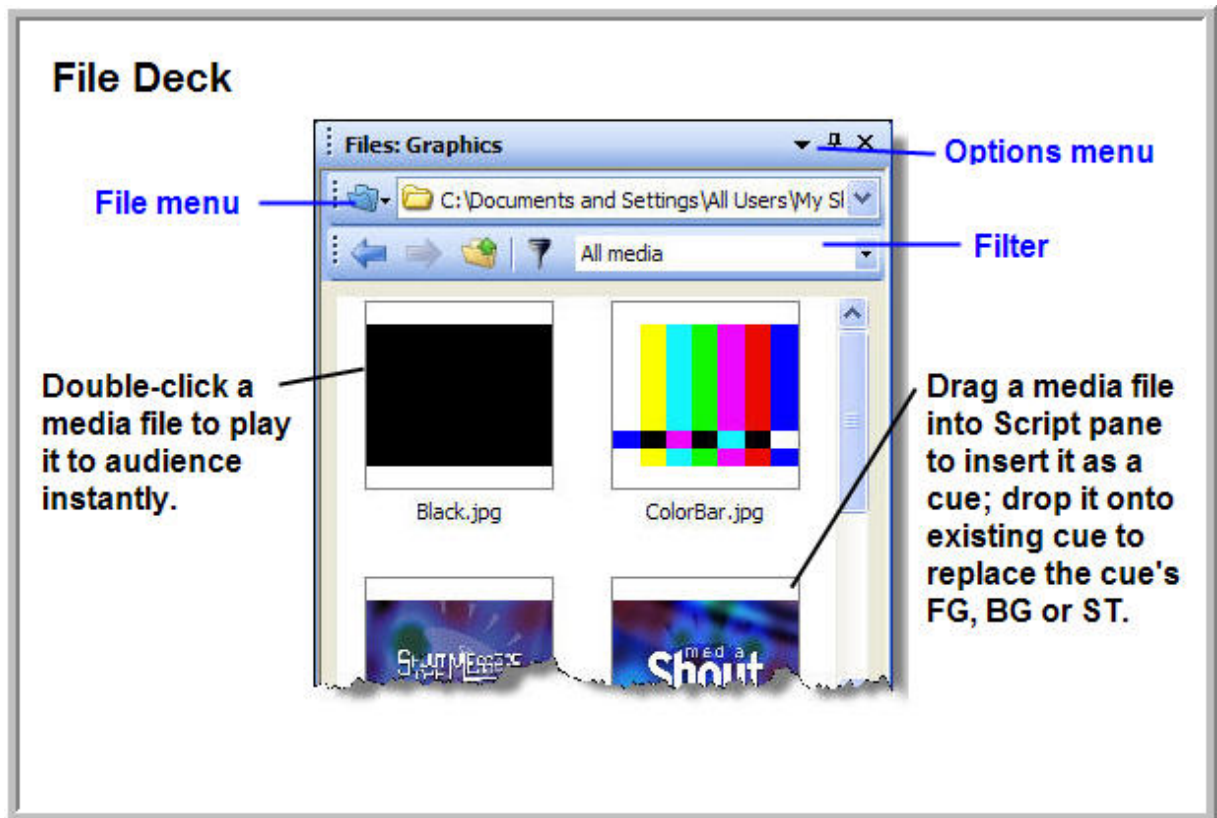 File Deck
Files: Graphics
Options menu
File menu
C:\Documents and Settings\All Users\My Sl
Filter
All media
Double-click a
media file to play
it to audience
instantly.
Drag a media file
into Script pane
to insert it as a
cue; drop it onto
existing cue to
replace the cue's
FG, BG or ST.
Black.jpg
ColorBar.jpg
media
Shout